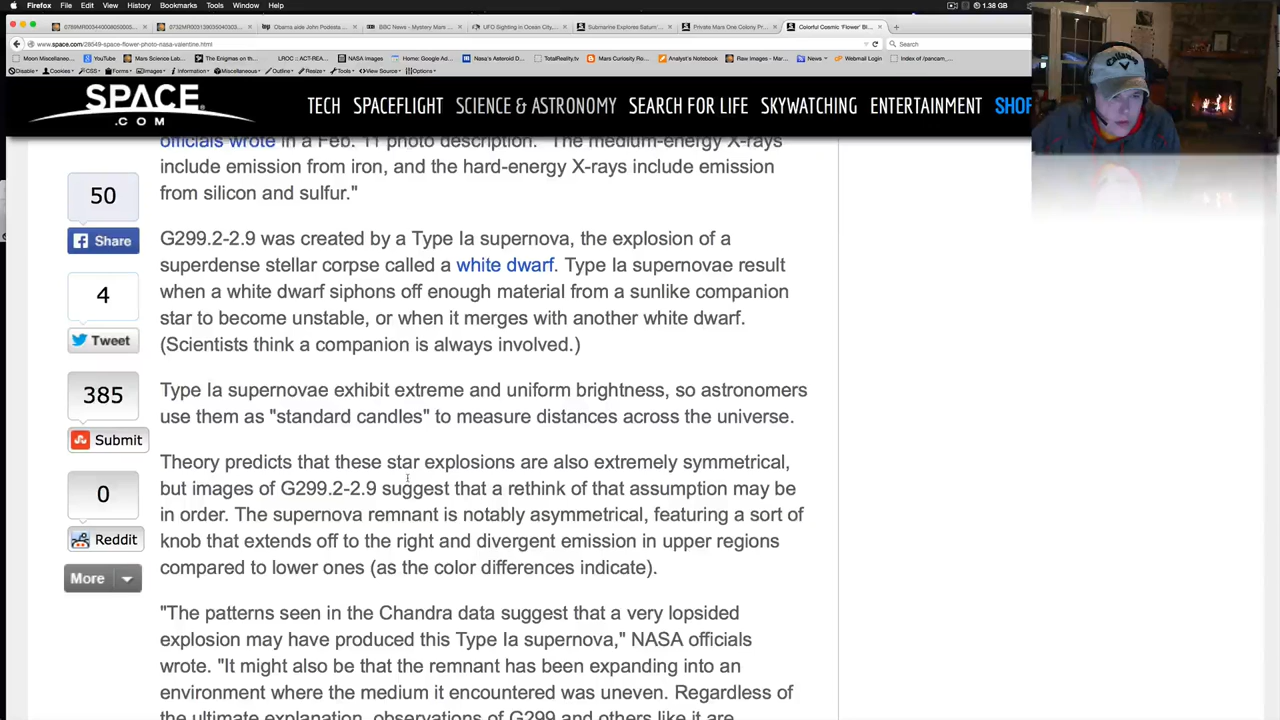 Firefox File Edit View History Bookmarks Tools Window Help 1.38 GB
Obama aide John Podesta BBC News - Mystery Mars UFO Sighting in Ocean City, Submarine Explores Saturn' Private Mars One Colony Pr Colorful Cosmic 'Flower' Bl
www.space.com/28549-space-flower-photo-nasa-valentine.html Search
Moon Miscellaneou YouTube Mars Science Lab... The Enigmas on th LROC ::ACT-REA NASA Images Home: Google Map Nasa's Asteroid D TotalReality.tv Mars Curiosity Ro Analyst's Notebook Raw Images - Mar News Webmail Login Index of /pancam_
Disable Cookies CSS Forms Images Information Miscellaneous Outline Resize Tools View Source Options
SPACE
.COM
TECH SPACEFLIGHT SCIENCE & ASTRONOMY SEARCH FOR LIFE SKYWATCHING ENTERTAINMENT SHOP
officials wrote in a Feb. 11 photo description. "The medium-energy X-rays
include emission from iron, and the hard-energy X-rays include emission
from silicon and sulfur."
50
Share
4
Tweet
385
Submit
0
Reddit
More
G299.2-2.9 was created by a Type Ia supernova, the explosion of a
superdense stellar corpse called a white dwarf. Type Ia supernovae result
when a white dwarf siphons off enough material from a sunlike companion
star to become unstable, or when it merges with another white dwarf.
(Scientists think a companion is always involved.)
Type Ia supernovae exhibit extreme and uniform brightness, so astronomers
use them as "standard candles" to measure distances across the universe.
Theory predicts that these star explosions are also extremely symmetrical,
but images of G299.2-2.9 suggest that a rethink of that assumption may be
in order. The supernova remnant is notably asymmetrical, featuring a sort of
knob that extends off to the right and divergent emission in upper regions
compared to lower ones (as the color differences indicate).
"The patterns seen in the Chandra data suggest that a very lopsided
explosion may have produced this Type Ia supernova," NASA officials
wrote. "It might also be that the remnant has been expanding into an
environment where the medium it encountered was uneven. Regardless of
the ultimate explanation, observations of G299 and others like it are